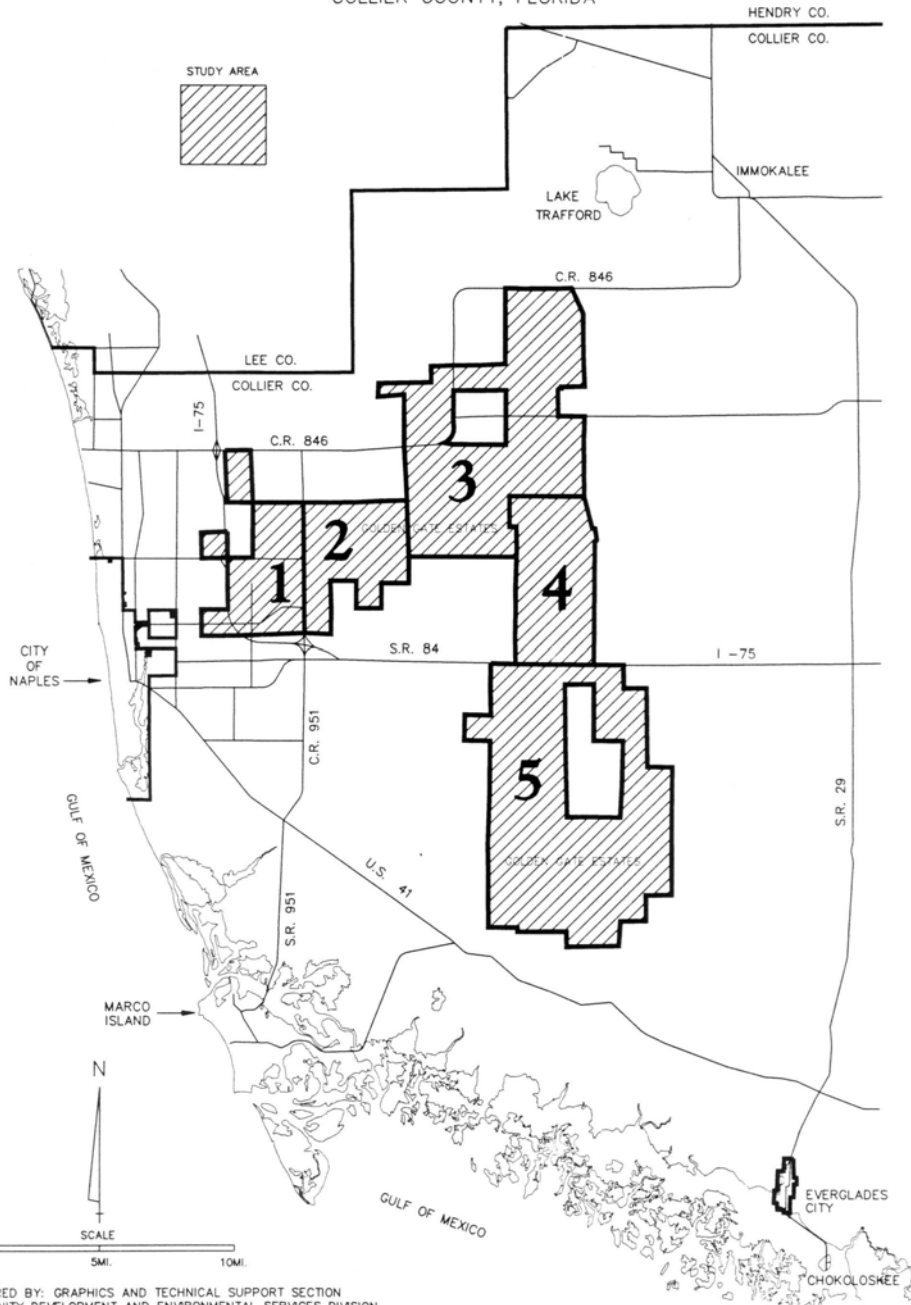 COLLIER COUNTY, FLORIDA
HENDRY CO.
COLLIER CO.
STUDY AREA
IMMOKALEE
LAKE
TRAFFORD
C.R. 846
LEE CO.
COLLIER CO.
I-75
C.R. 846
3
GOLDEN GATE ESTATES
2
1
4
CITY
OF
NAPLES
S.R. 84
I -75
C.R. 951
5
S.R. 29
GULF OF MEXICO
GOLDEN GATE ESTATES
U.S. 41
S.R. 951
MARCO
ISLAND
N
GULF OF MEXICO
EVERGLADES
CITY
SCALE
5MI.
10MI.
CHOKOLOSKEE
RED BY: GRAPHICS AND TECHNICAL SUPPORT SECTION
NITY DEVELOPMENT AND ENVIRONMENTAL SERVICES DIVISION